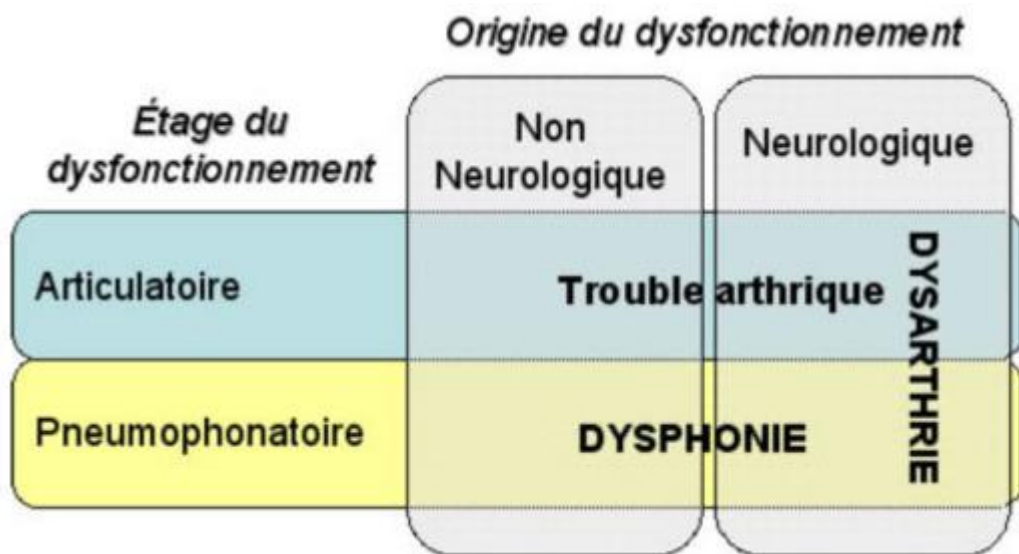 Origine du dysfonctionnement
Étage du
dysfonctionnement
Non
Neurologique
Neurologique
Articulatoire
Trouble arthrique
Pneumophonatoire
DYSPHONIE
DYSARTHRIE